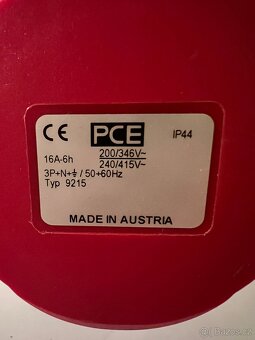 CE PCE IP44
200/346V~
16A-6h 240/415V~
3P+N+⏚ / 50+60Hz
Typ 9215
MADE IN AUSTRIA